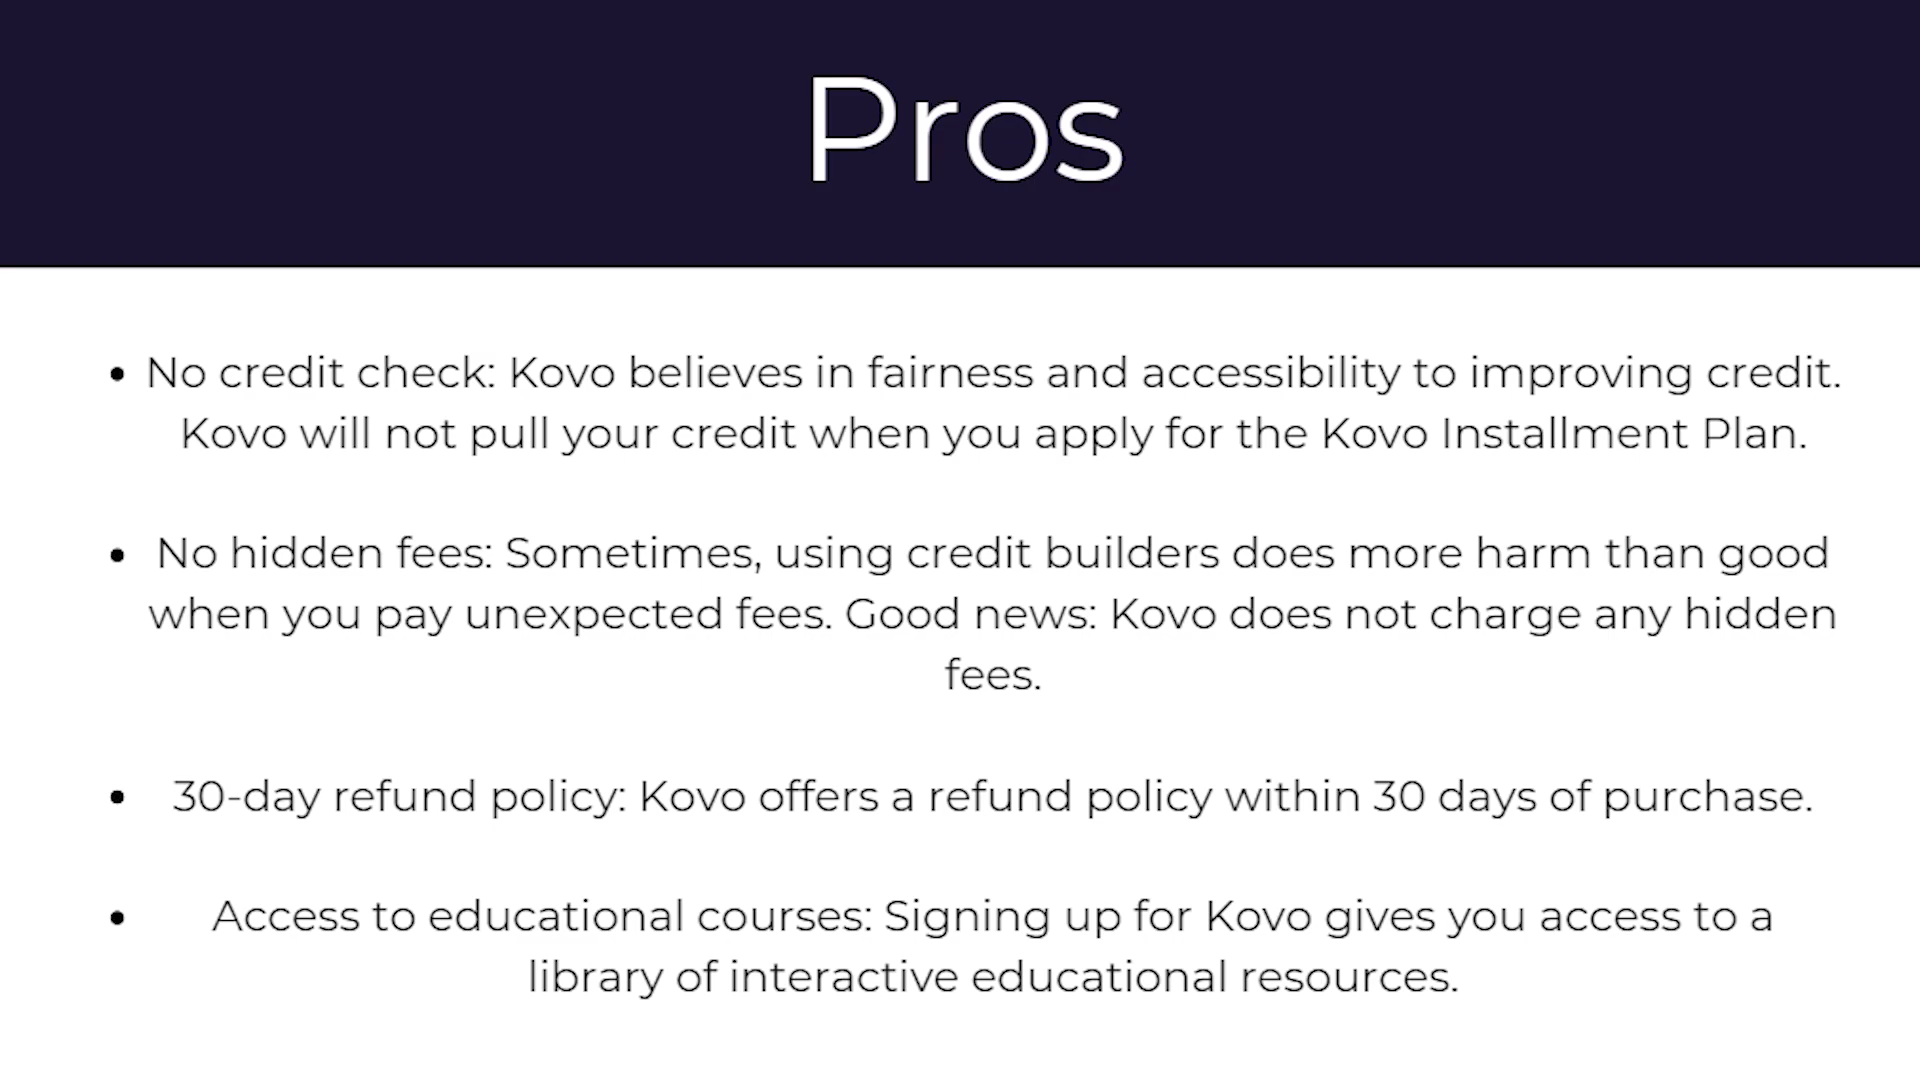 Pros
• No credit check: Kovo believes in fairness and accessibility to improving credit.
Kovo will not pull your credit when you apply for the Kovo Installment Plan.
• No hidden fees: Sometimes, using credit builders does more harm than good
when you pay unexpected fees. Good news: Kovo does not charge any hidden
fees.
• 30-day refund policy: Kovo offers a refund policy within 30 days of purchase.
• Access to educational courses: Signing up for Kovo gives you access to a
library of interactive educational resources.